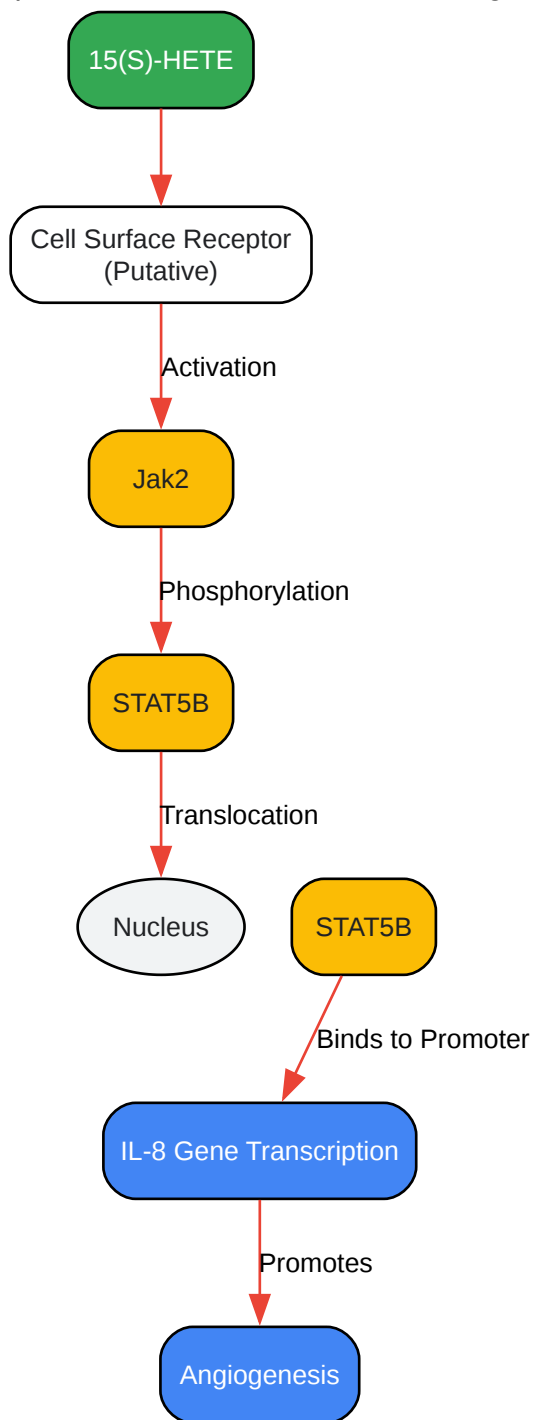 15(S)-HETE
Cell Surface Receptor
(Putative)
Activation
Jak2
Phosphorylation
STAT5B
Translocation
Nucleus
STAT5B
Binds to Promoter
IL-8 Gene Transcription
Promotes
Angiogenesis